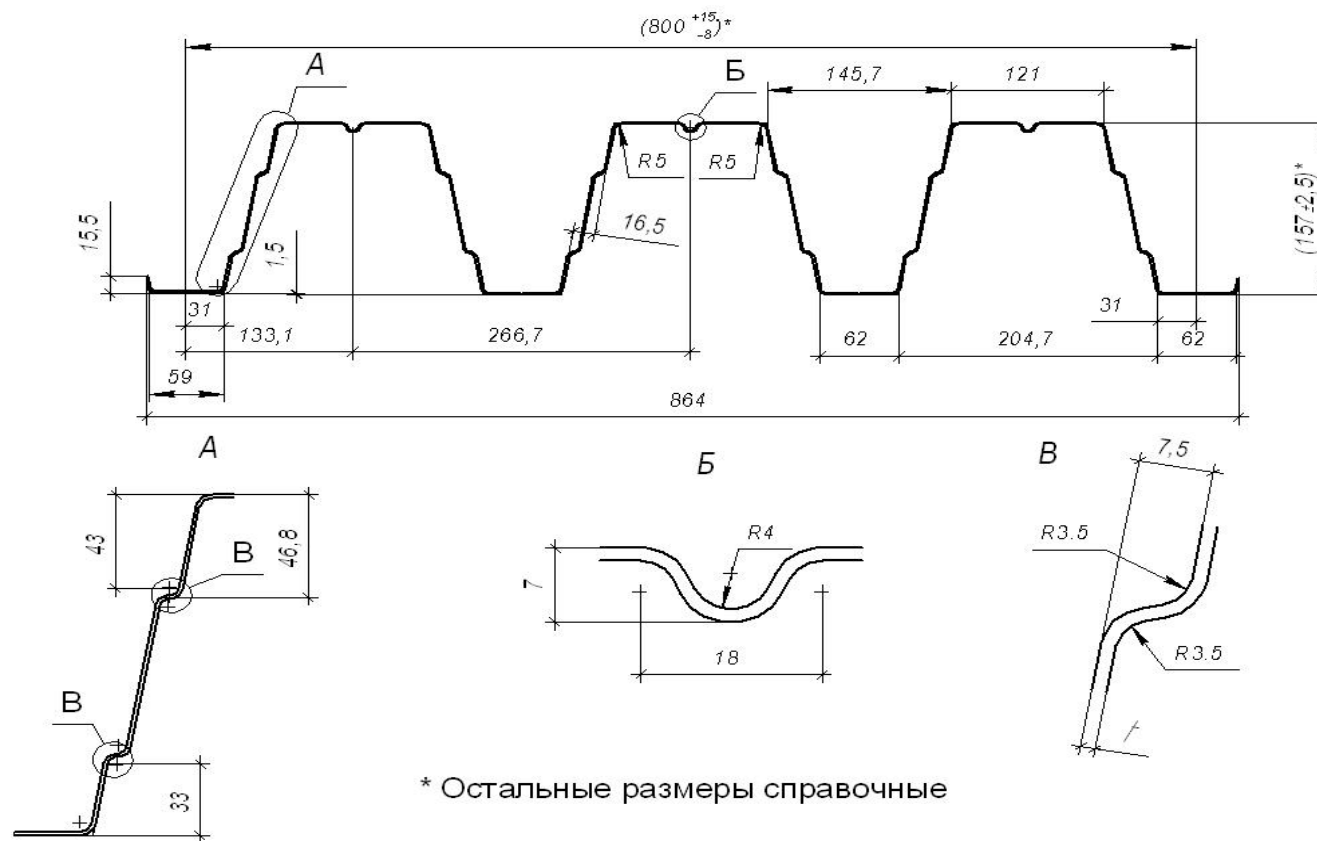 (800 +15 -8)*
А
Б
145,7
121
R5
R5
16,5
(157±2,5)*
15,5
1,5
31
31
133,1
266,7
62
204,7
62
59
864
А
Б
В
43
46,8
В
В
33
R4
7
18
7,5
R3.5
R3.5
* Остальные размеры справочные